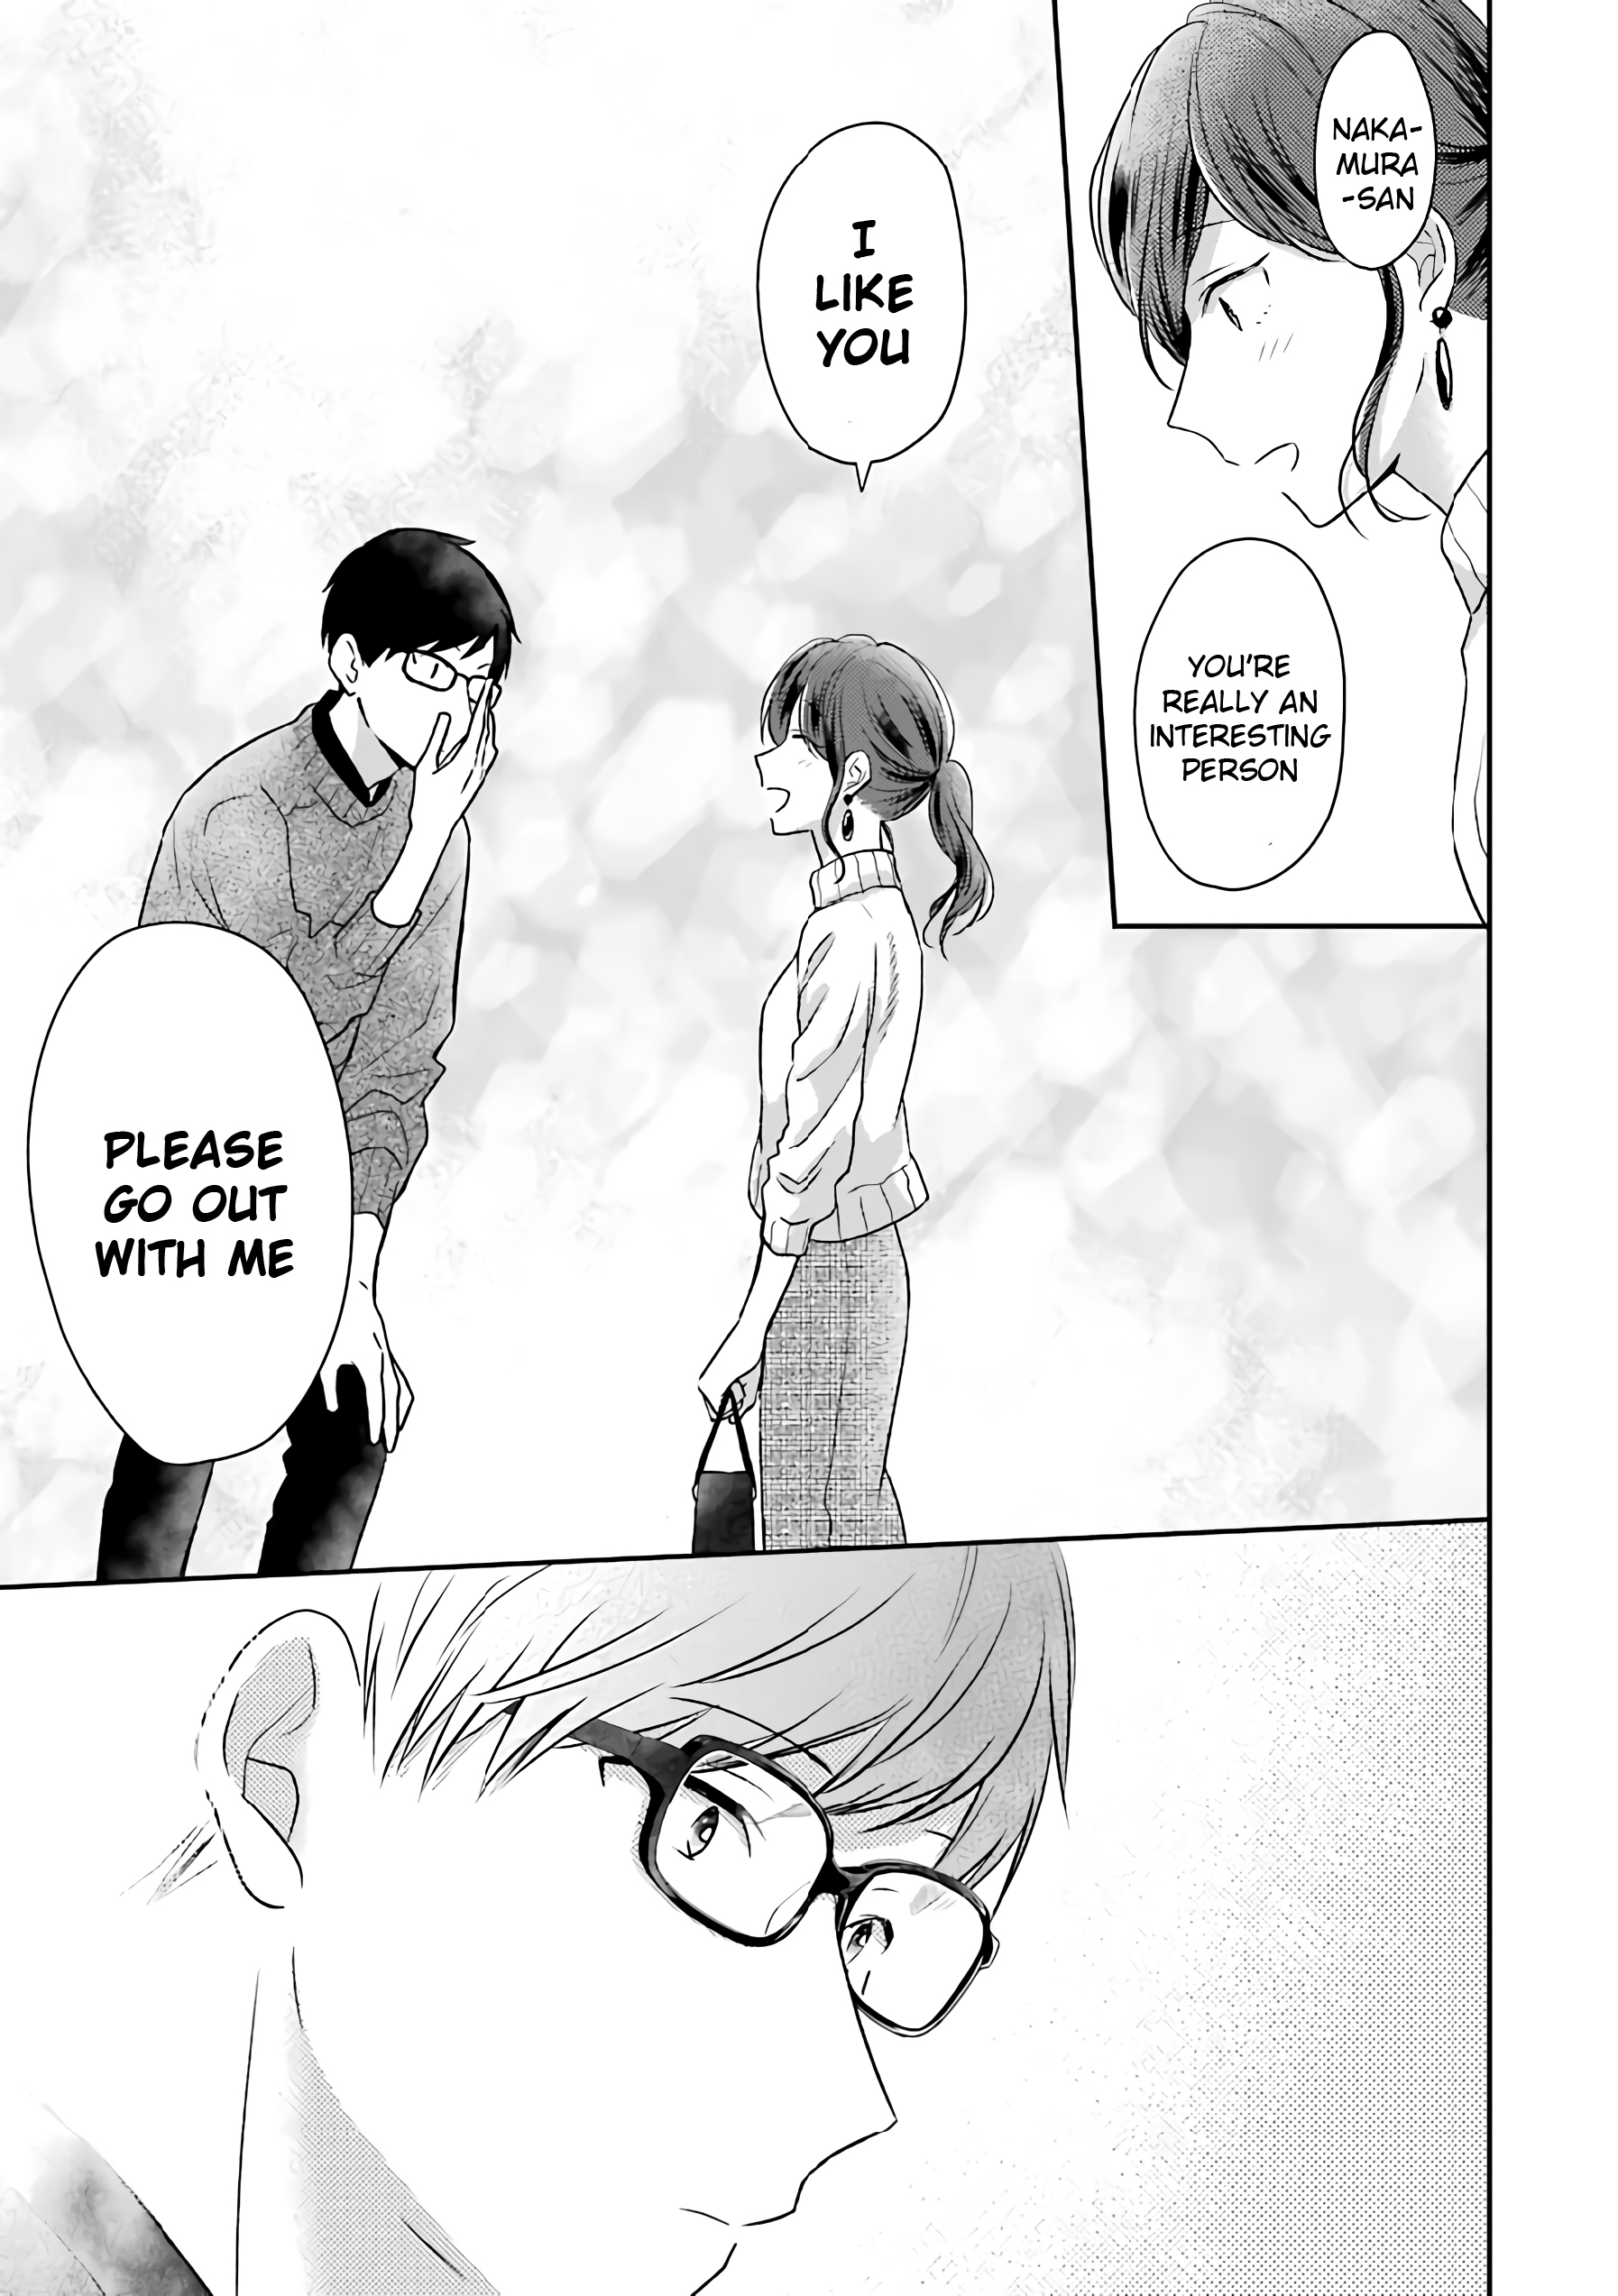 NAKA-
MURA
-SAN
YOU'RE
REALLY AN
INTERESTING
PERSON
I
LIKE
YOU
PLEASE
GO OUT
WITH ME